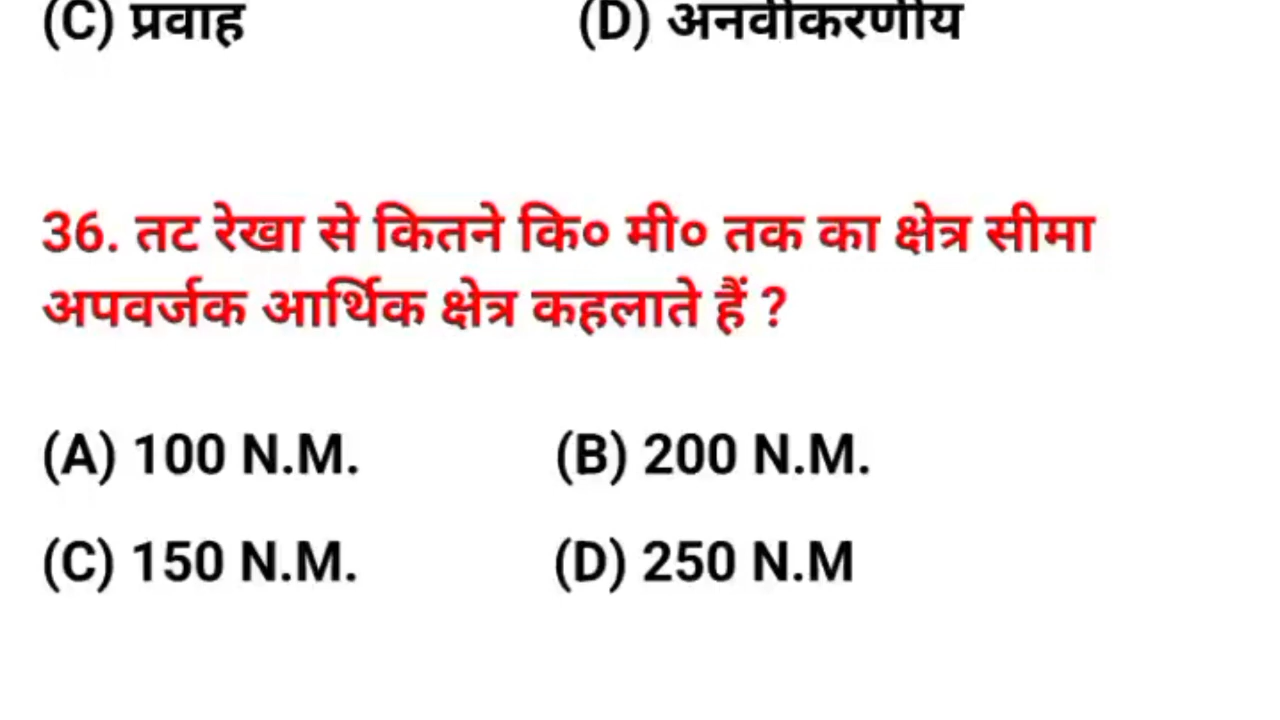 (C) प्रवाह (D) अनवीकरणीय
36. तट रेखा से कितने कि० मी० तक का क्षेत्र सीमा
अपवर्जक आर्थिक क्षेत्र कहलाते हैं ?
(A) 100 N.M. (B) 200 N.M.
(C) 150 N.M. (D) 250 N.M